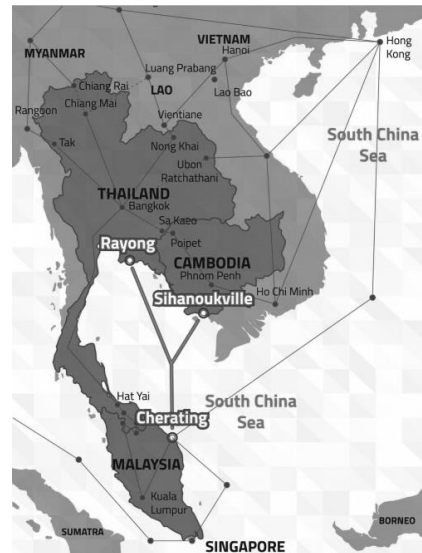 VIETNAM
Hanoi
Hong
Kong
MYANMAR
Luang Prabang
Chiang Rai
LAO
Chiang Mai
Lao Bao
Rangoon
Vientiane
South China
Sea
Tak
Nong Khai
Ubon
Ratchathani
THAILAND
Bangkok
Sa Kaeo
Rayong
Poipet
CAMBODIA
Phnom Penh
Sihanoukville
Ho Chi Minh
Hat Yai
South China
Sea
Cherating
MALAYSIA
Kuala
Lumpur
SUMATRA
BORNEO
SINGAPORE